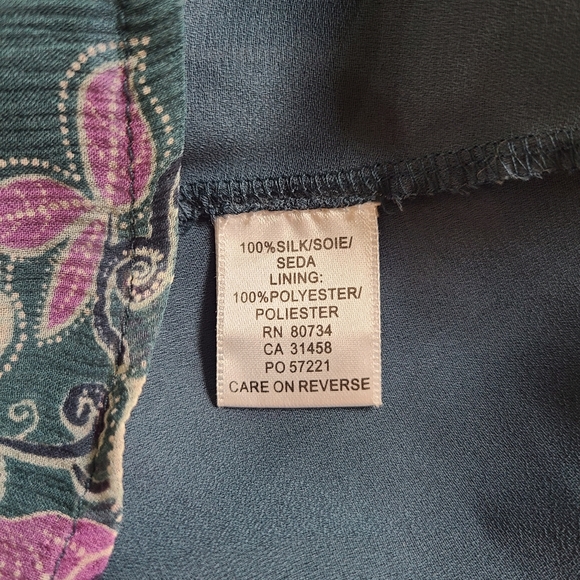 100%SILK/SOIE/
SEDA
LINING:
100%POLYESTER/
POLIESTER
RN 80734
CA 31458
PO 57221
CARE ON REVERSE